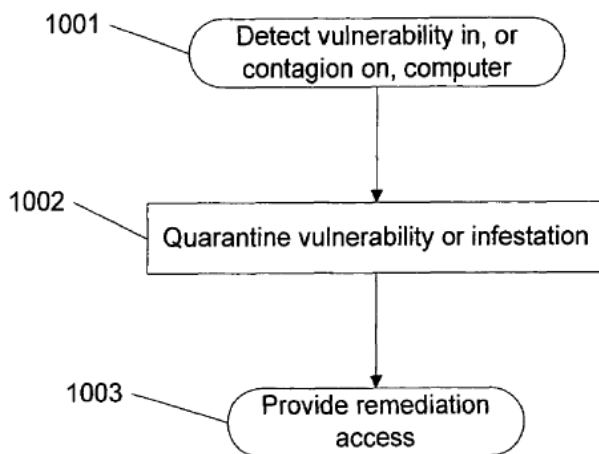 1001
Detect vulnerability in, or
contagion on, computer
1002
Quarantine vulnerability or infestation
1003
Provide remediation
access